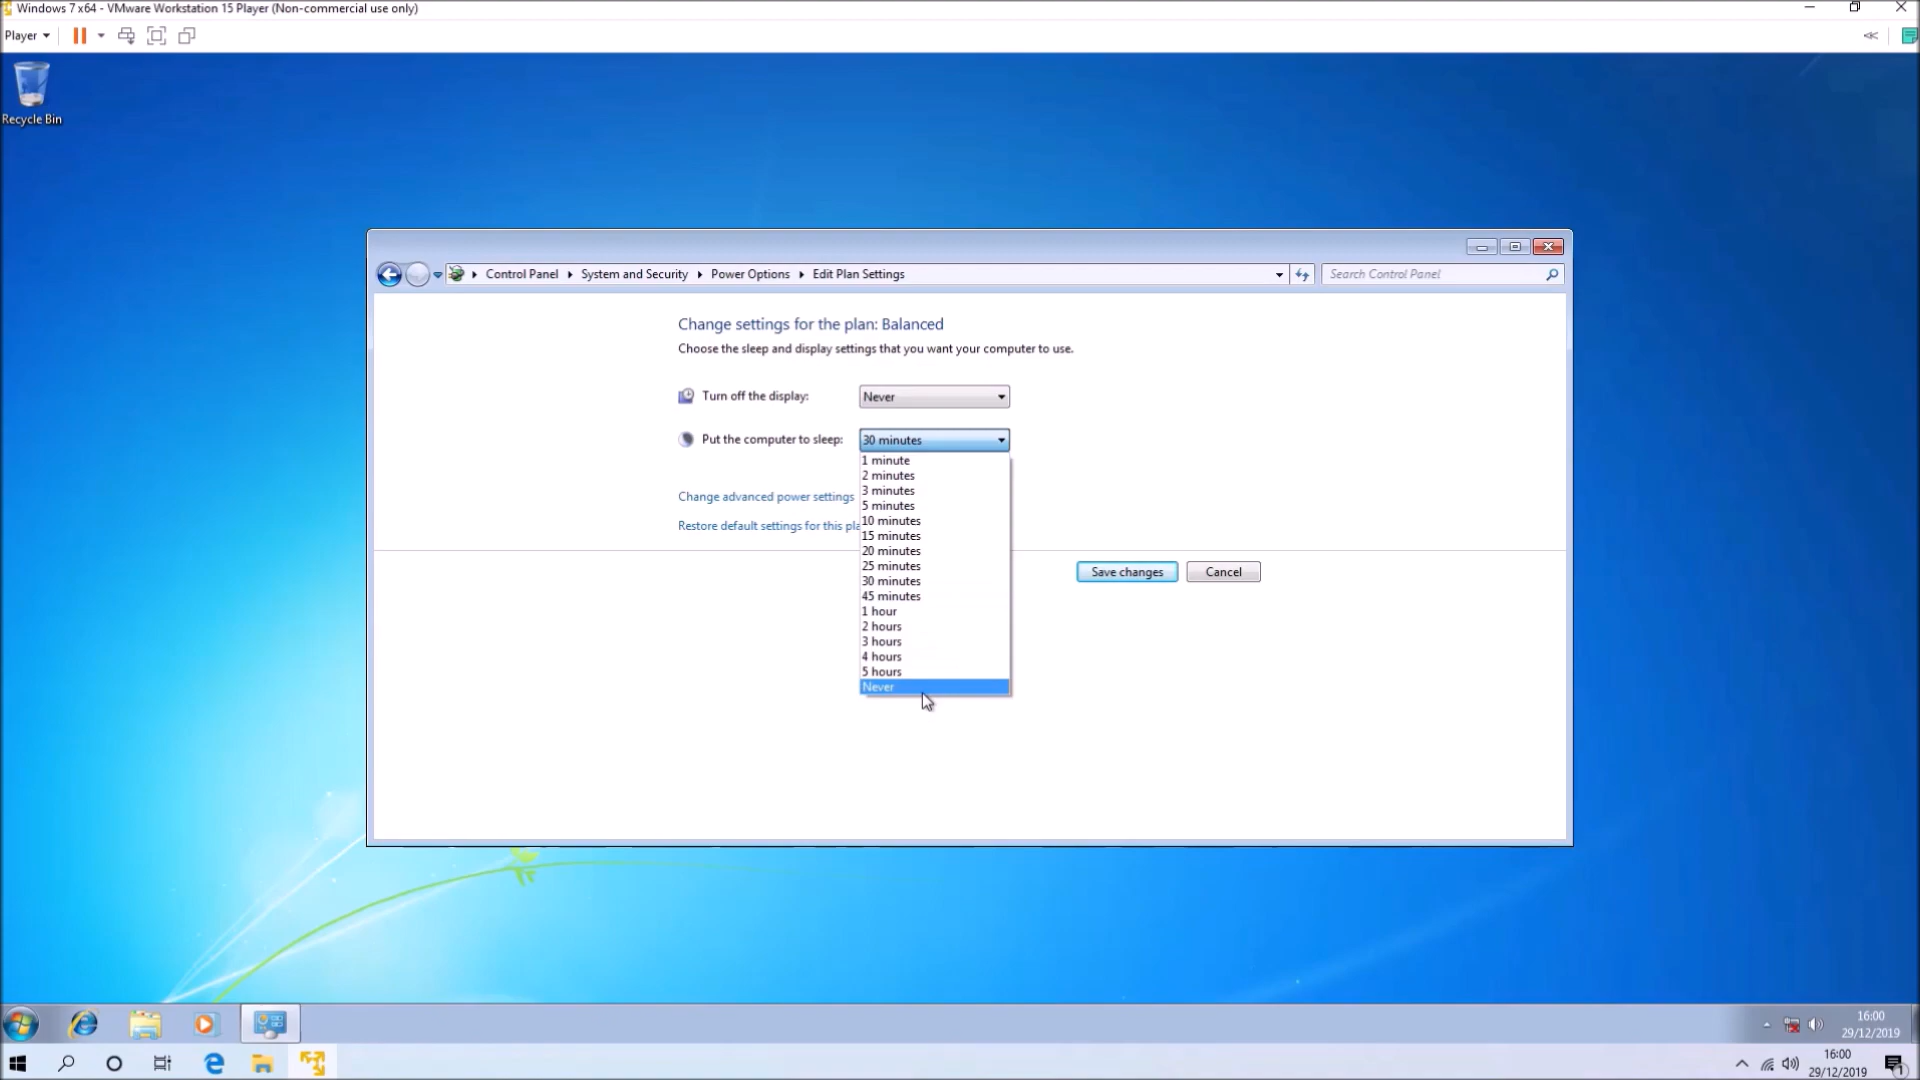 Windows 7 x64 - VMware Workstation 15 Player (Non-commercial use only)
Player
Recycle Bin
Control Panel
System and Security
Power Options
Edit Plan Settings
Search Control Panel
Change settings for the plan: Balanced
Choose the sleep and display settings that you want your computer to use.
Turn off the display:
Never
Put the computer to sleep:
30 minutes
1 minute
2 minutes
3 minutes
5 minutes
10 minutes
15 minutes
20 minutes
25 minutes
30 minutes
45 minutes
1 hour
2 hours
3 hours
4 hours
5 hours
Never
Change advanced power settings
Restore default settings for this pla
Save changes
Cancel
16:00
29/12/2019
16:00
29/12/2019
1